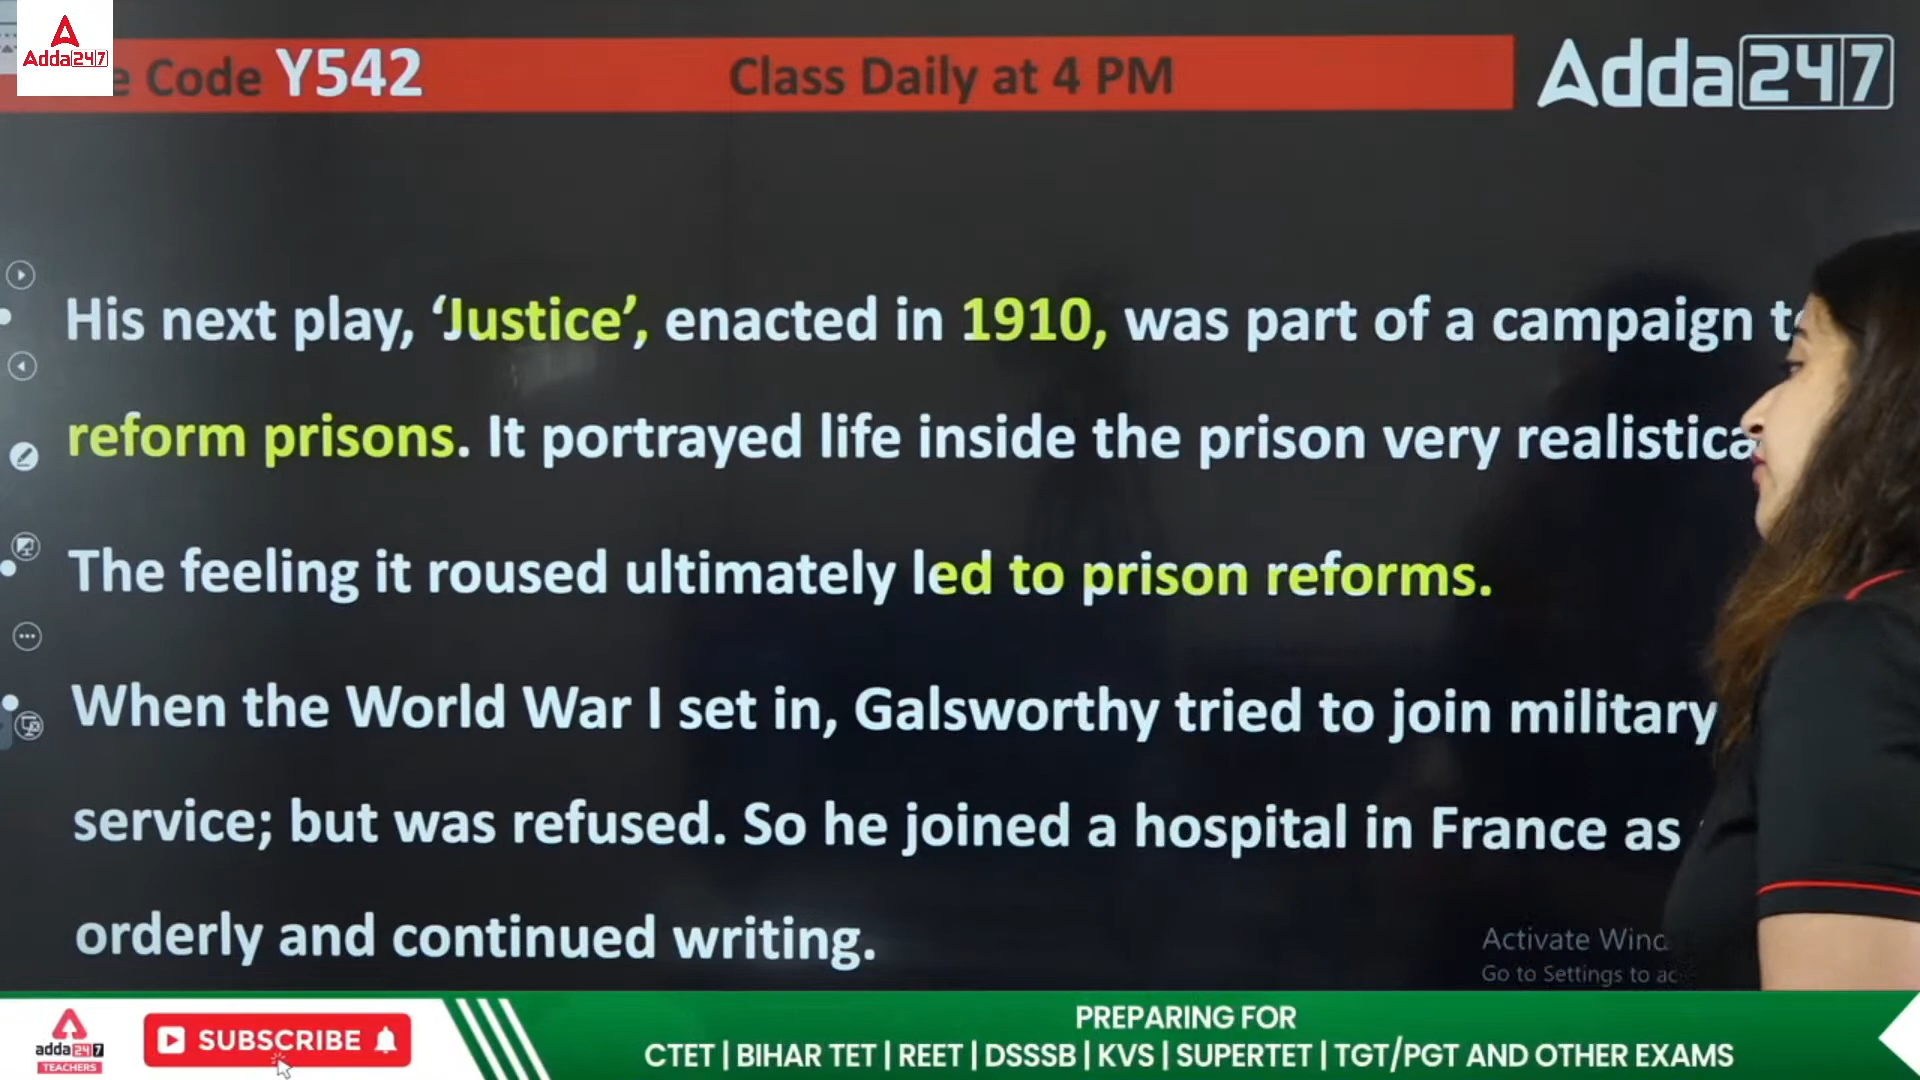 Adda247
Code Y542
Class Daily at 4 PM
Adda247
His next play, ‘Justice’, enacted in 1910, was part of a campaign
reform prisons. It portrayed life inside the prison very
The feeling it roused ultimately led to prison reforms.
When the World War I set in, Galsworthy tried to join military
service; but was refused. So he joined a hospital in France as
orderly and continued writing.
Activate
Go to Settings to
adda247
TEACHERS
SUBSCRIBE
PREPARING FOR
CTET | BIHAR TET | REET | DSSSB | KVS | SUPERTET | TGT/PGT AND OTHER EXAMS